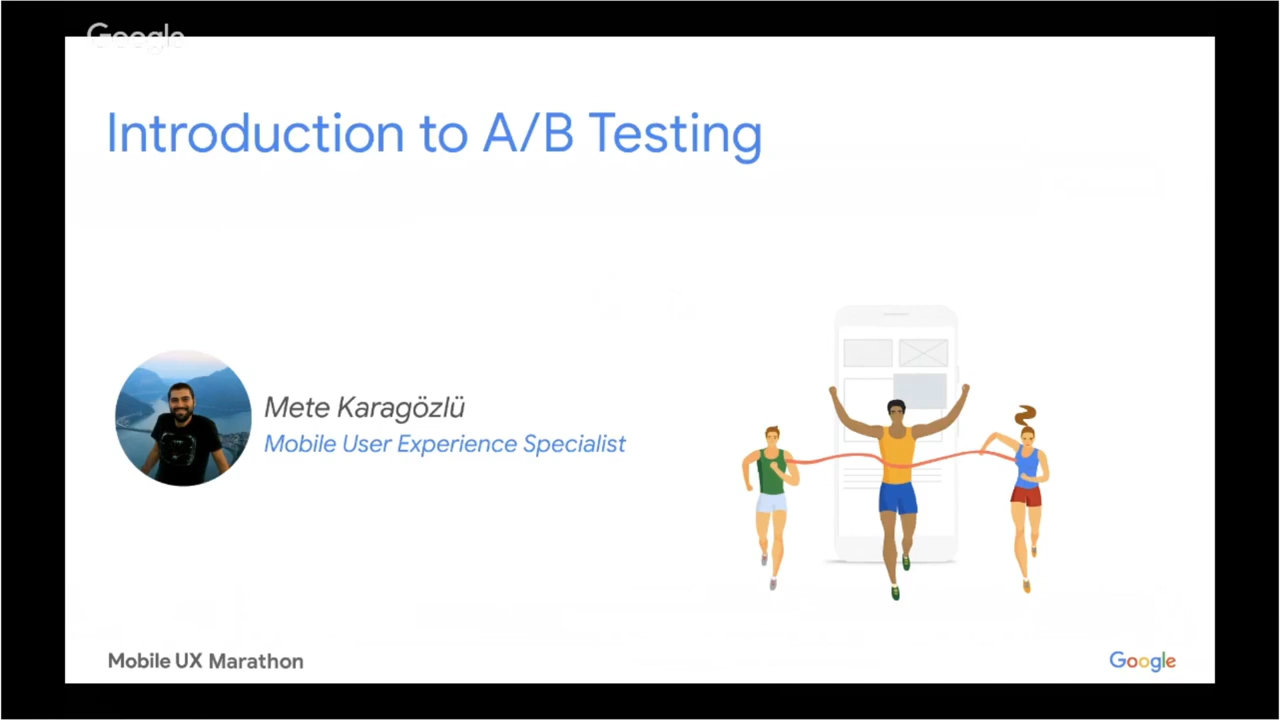 Google
Introduction to A/B Testing
Mete Karagözlü
Mobile User Experience Specialist
Mobile UX Marathon
Google